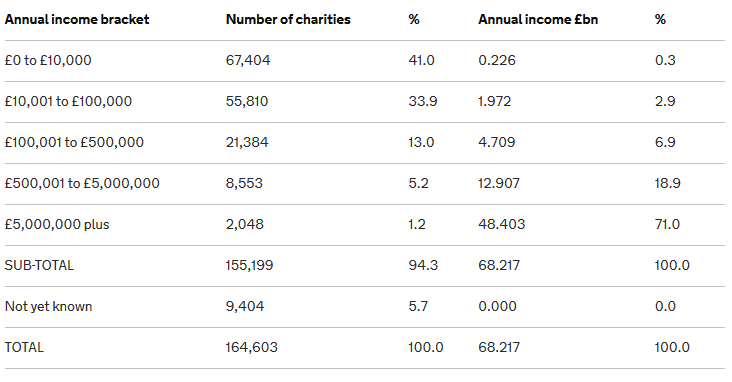 Annual income bracket Number of charities % Annual income £bn %
£0 to £10,000 67,404 41.0 0.226 0.3
£10,001 to £100,000 55,810 33.9 1.972 2.9
£100,001 to £500,000 21,384 13.0 4.709 6.9
£500,001 to £5,000,000 8,553 5.2 12.907 18.9
£5,000,000 plus 2,048 1.2 48.403 71.0
SUB-TOTAL 155,199 94.3 68.217 100.0
Not yet known 9,404 5.7 0.000 0.0
TOTAL 164,603 100.0 68.217 100.0